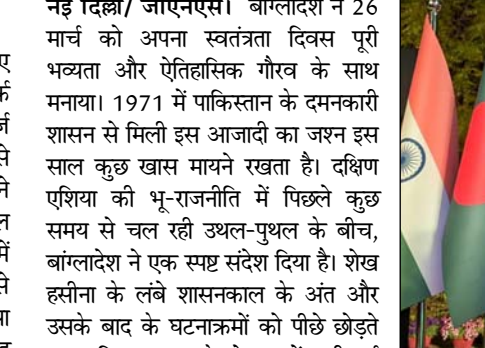 नई दिल्ली/ जीएनएस। बांग्लादेश ने 26
मार्च को अपना स्वतंत्रता दिवस पूरी
भव्यता और ऐतिहासिक गौरव के साथ
मनाया। 1971 में पाकिस्तान के दमनकारी
शासन से मिली इस आजादी का जश्न इस
साल कुछ खास मायने रखता है। दक्षिण
एशिया की भू-राजनीति में पिछले कुछ
समय से चल रही उथल-पुथल के बीच,
बांग्लादेश ने एक स्पष्ट संदेश दिया है। शेख
हसीना के लंबे शासनकाल के अंत और
उसके बाद के घटनाक्रमों को पीछे छोड़ते